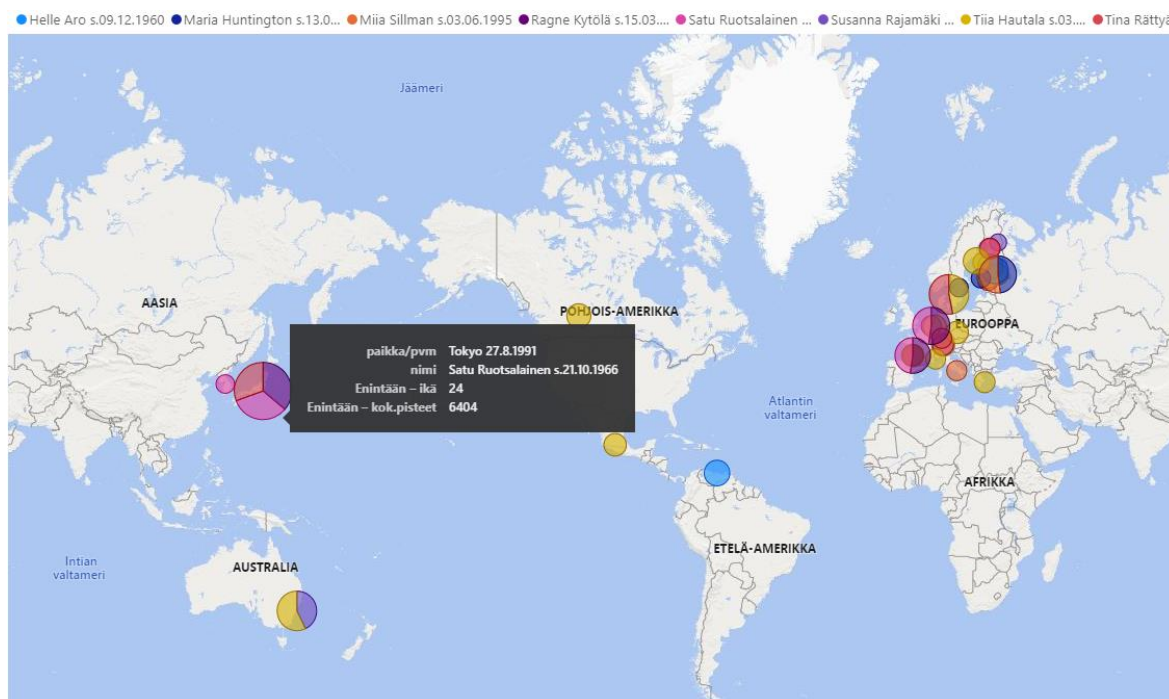 Helle Aro s.09.12.1960 Maria Huntington s.13.0... Miia Sillman s.03.06.1995 Ragne Kytölä s.15.03.... Satu Ruotsalainen ... Susanna Rajamäki ... Tiia Hautala s.03.... Tina Rättyä
Jäämeri
AASIA
POHJOIS-AMERIKKA
EUROOPPA
paikka/pvm Tokyo 27.8.1991
nimi Satu Ruotsalainen s.21.10.1966
Enintään – ikä 24
Enintään – kok.pisteet 6404
Atlantin
valtameri
AFRIKKA
ETELÄ-AMERIKKA
Intian
valtameri
AUSTRALIA